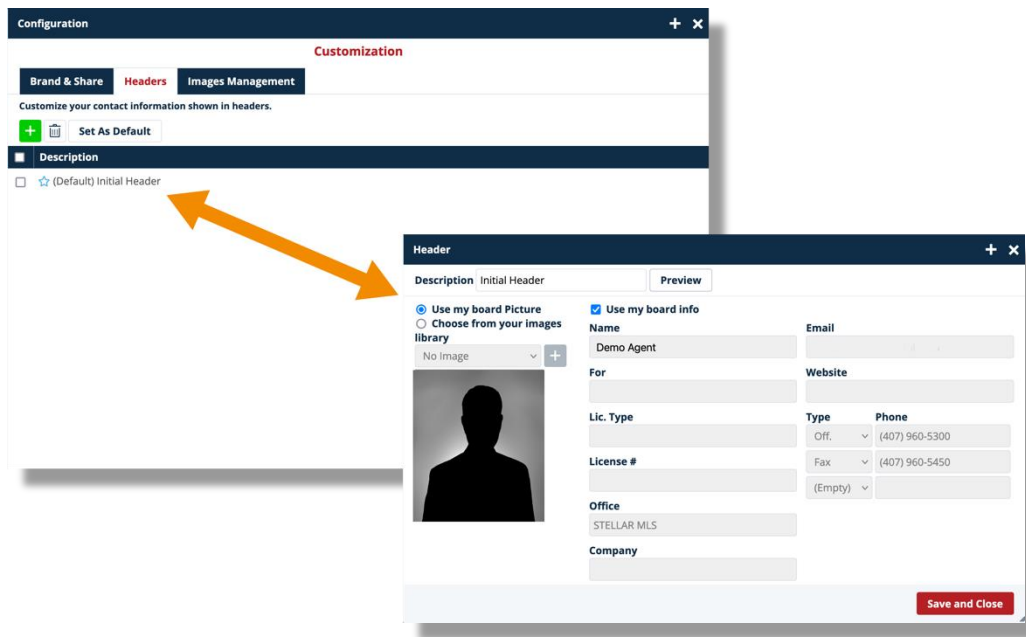 Configuration
Customization
Brand & Share Headers Images Management
Customize your contact information shown in headers.
Set As Default
Description
(Default) Initial Header
Header
Description Initial Header Preview
Use my board Picture
Choose from your images
library
No Image
Use my board info
Name
Demo Agent
For
Lic. Type
License #
Office
STELLAR MLS
Company
Email
Website
Type Phone
Off. (407) 960-5300
Fax (407) 960-5450
(Empty)
Save and Close